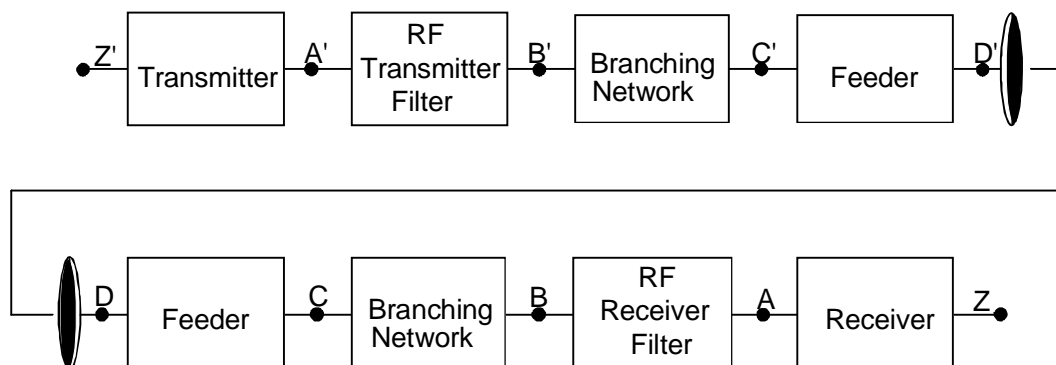 Z'
Transmitter
A'
RF
Transmitter
Filter
B'
Branching
Network
C'
Feeder
D'
D
Feeder
C
Branching
Network
B
RF
Receiver
Filter
A
Receiver
Z